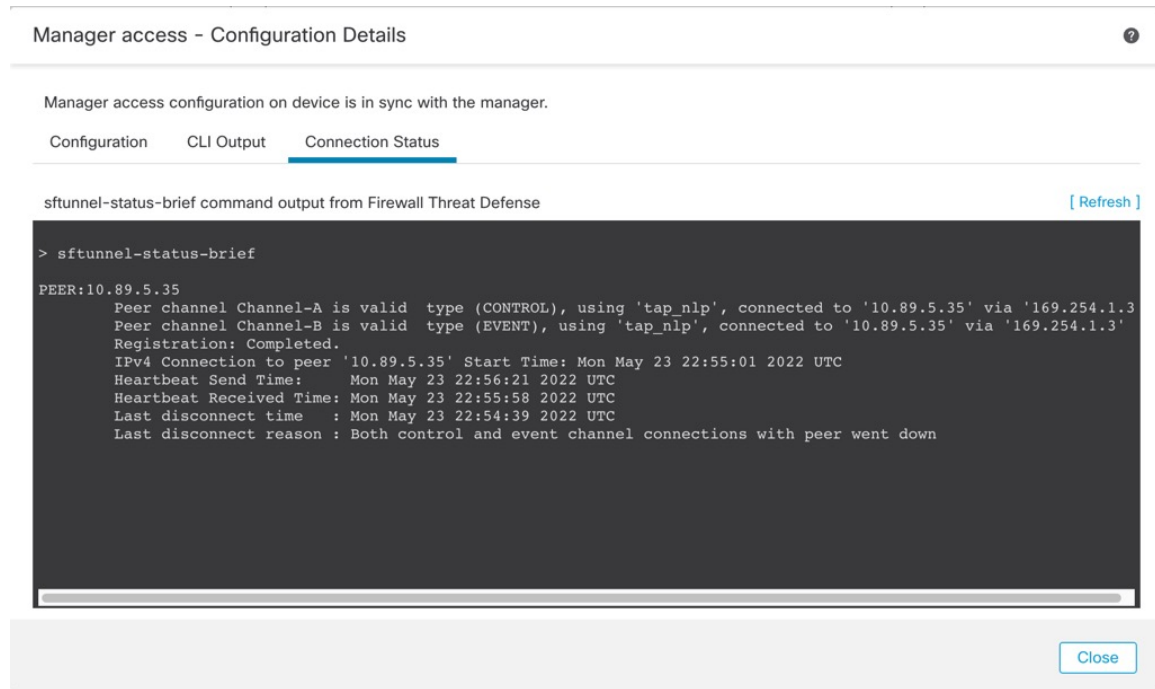 Manager access - Configuration Details
?
Manager access configuration on device is in sync with the manager.
Configuration CLI Output Connection Status
sftunnel-status-brief command output from Firewall Threat Defense [ Refresh ]
> sftunnel-status-brief
PEER:10.89.5.35
Peer channel Channel-A is valid  type (CONTROL), using 'tap_nlp', connected to '10.89.5.35' via '169.254.1.3
Peer channel Channel-B is valid  type (EVENT), using 'tap_nlp', connected to '10.89.5.35' via '169.254.1.3'
Registration: Completed.
IPv4 Connection to peer '10.89.5.35' Start Time: Mon May 23 22:55:01 2022 UTC
Heartbeat Send Time:     Mon May 23 22:56:21 2022 UTC
Heartbeat Received Time: Mon May 23 22:55:58 2022 UTC
Last disconnect time   : Mon May 23 22:54:39 2022 UTC
Last disconnect reason : Both control and event channel connections with peer went down
Close